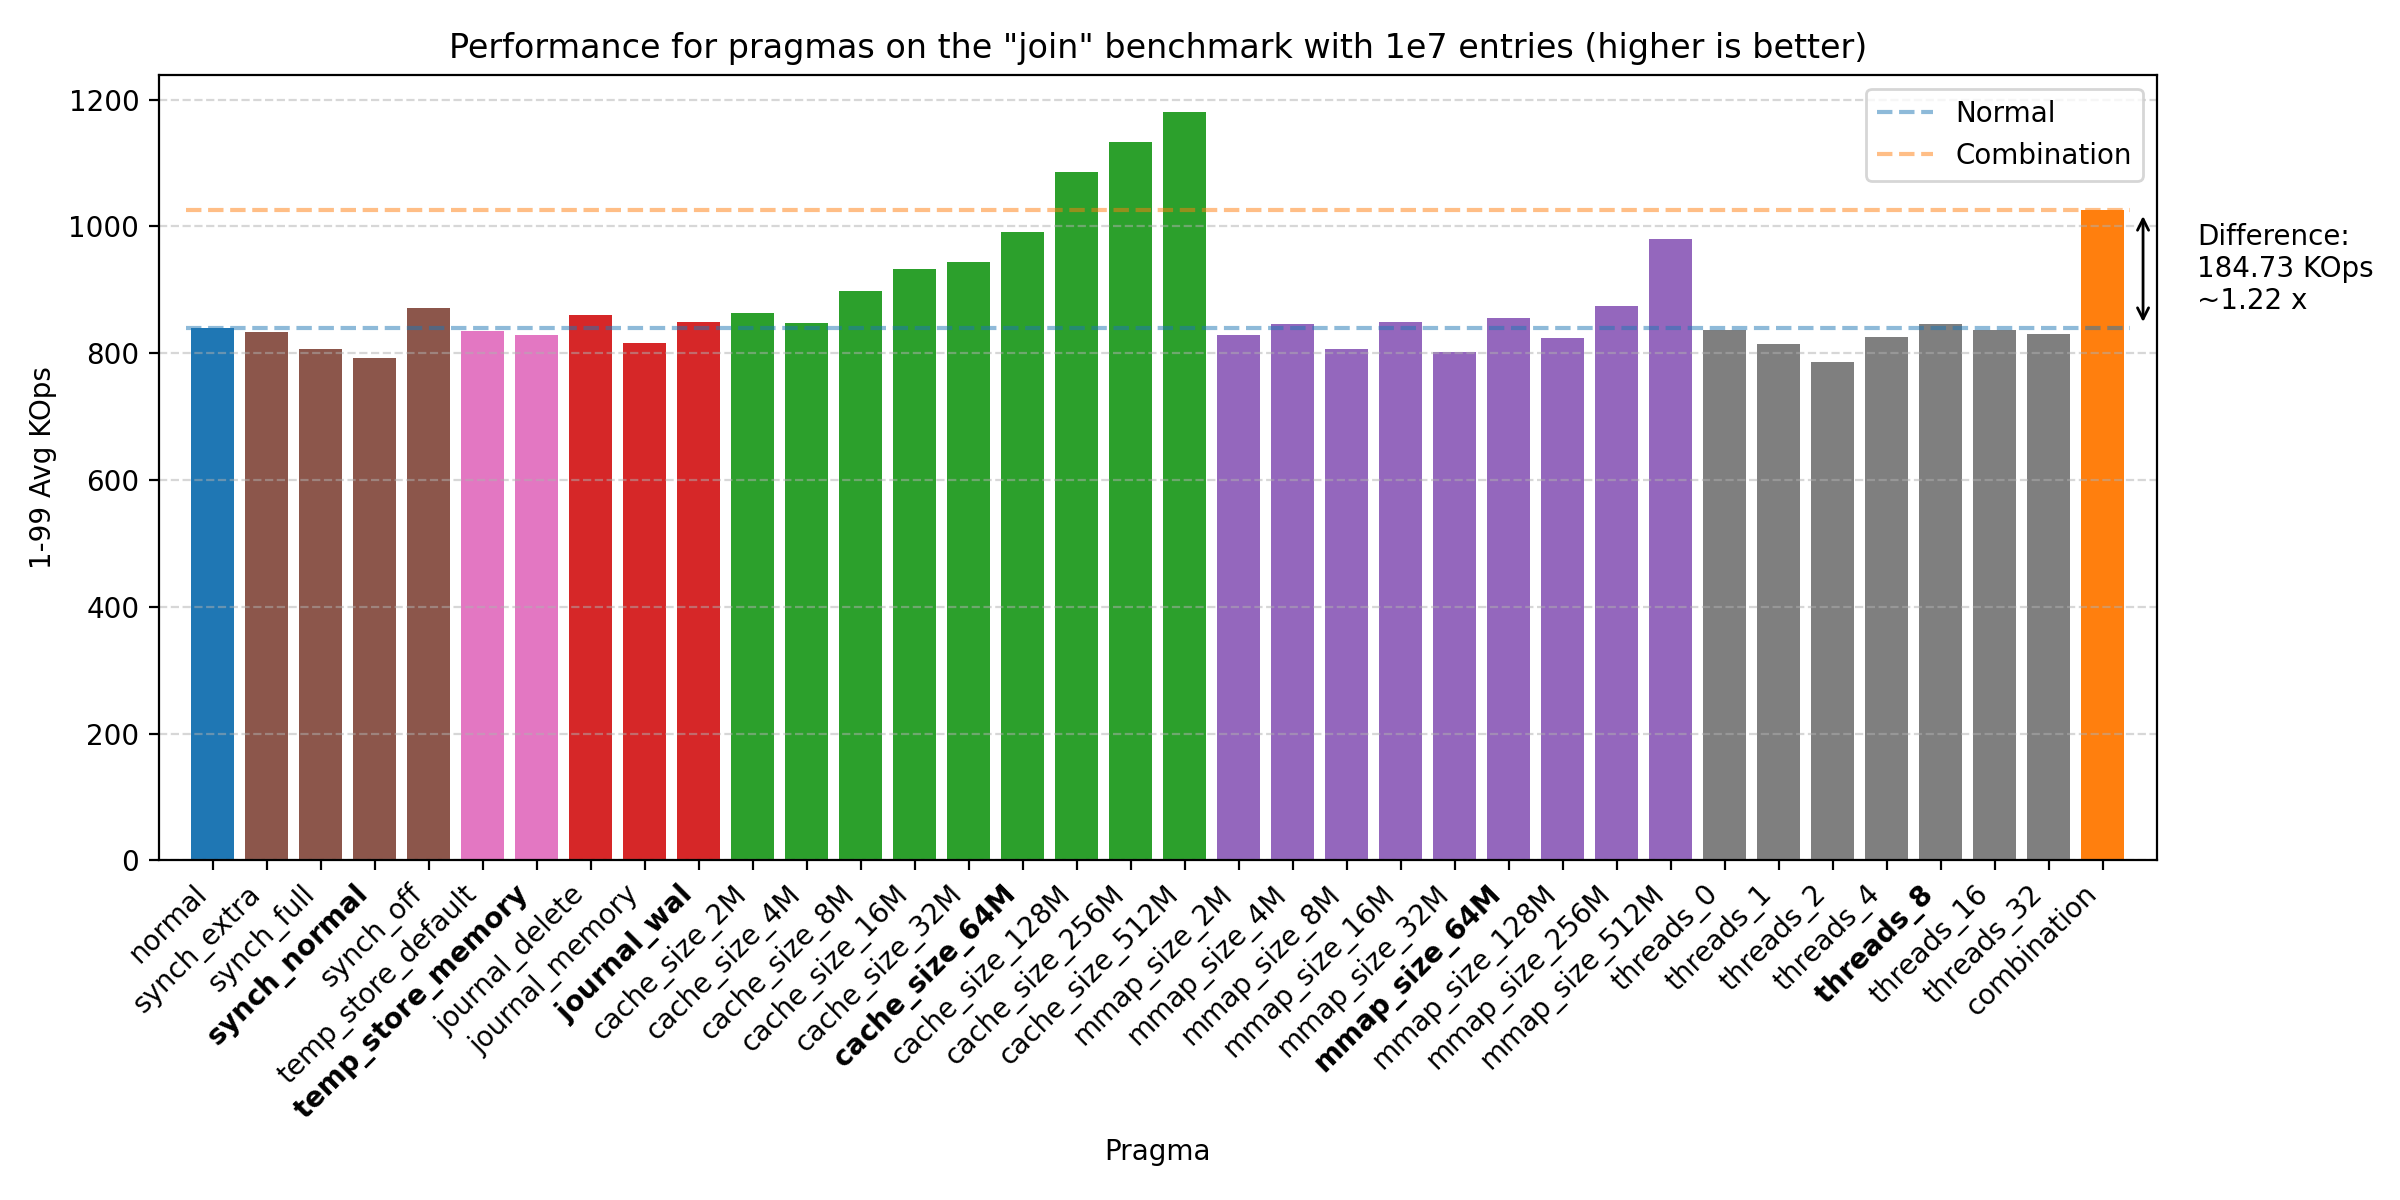 Performance for pragmas on the "join" benchmark with 1e7 entries (higher is better)
1200
1000
800
600
400
200
0
1-99 Avg KOps
Normal
Combination
Difference:
184.73 KOps
~1.22 x
normal
synch_extra
synch_full
synch_normal
synch_off
temp_store_default
temp_store_memory
journal_delete
journal_memory
journal_wal
cache_size_2M
cache_size_4M
cache_size_8M
cache_size_16M
cache_size_32M
cache_size_64M
cache_size_128M
cache_size_256M
cache_size_512M
mmap_size_2M
mmap_size_4M
mmap_size_8M
mmap_size_16M
mmap_size_32M
mmap_size_64M
mmap_size_128M
mmap_size_256M
mmap_size_512M
threads_0
threads_1
threads_2
threads_4
threads_8
threads_16
threads_32
combination
Pragma